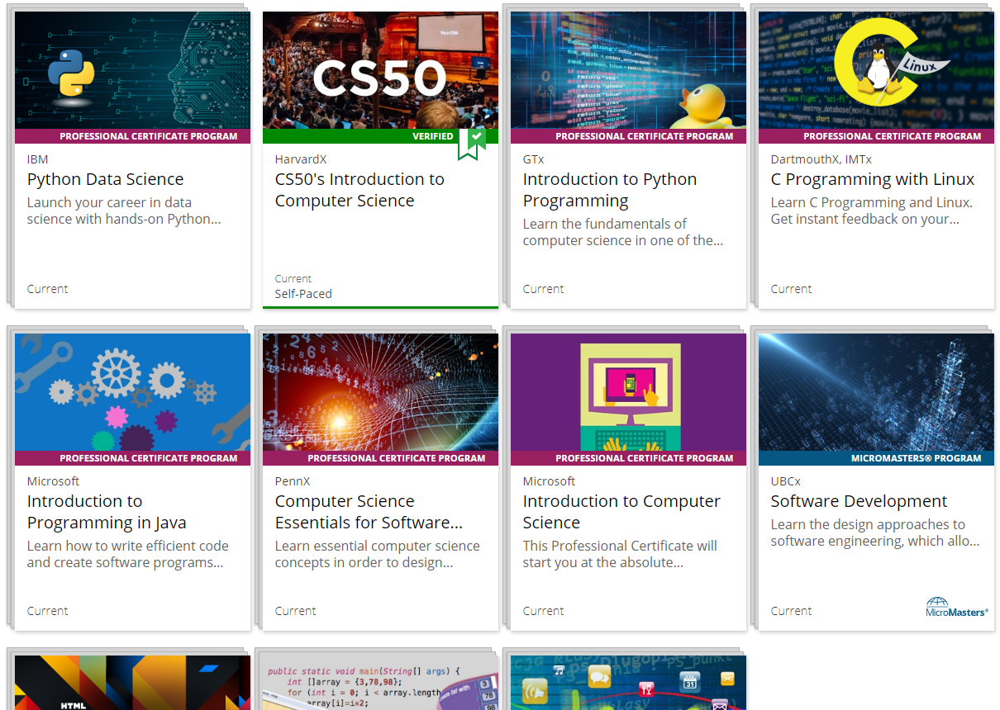 PROFESSIONAL CERTIFICATE PROGRAM
IBM
Python Data Science
Launch your career in data
science with hands-on Python...
Current
CS50
VERIFIED
HarvardX
CS50's Introduction to
Computer Science
Current
Self-Paced
PROFESSIONAL CERTIFICATE PROGRAM
GTx
Introduction to Python
Programming
Learn the fundamentals of
computer science in one of the...
Current
Linux
PROFESSIONAL CERTIFICATE PROGRAM
DartmouthX, IMTx
C Programming with Linux
Learn C Programming and Linux.
Get instant feedback on your...
Current
PROFESSIONAL CERTIFICATE PROGRAM
Microsoft
Introduction to
Programming in Java
Learn how to write efficient code
and create software programs...
Current
PROFESSIONAL CERTIFICATE PROGRAM
PennX
Computer Science
Essentials for Software...
Learn essential computer science
concepts in order to design...
Current
PROFESSIONAL CERTIFICATE PROGRAM
Microsoft
Introduction to Computer
Science
This Professional Certificate will
start you at the absolute...
Current
MICROMASTERS® PROGRAM
UBCx
Software Development
Learn the design approaches to
software engineering, which allo...
Current
MicroMasters®
HTML
public static void main(String[] args) {
int []array = {3,78,98};
for (int i = 0; i < array.length
array[i]=i*2;
3
78
98
31